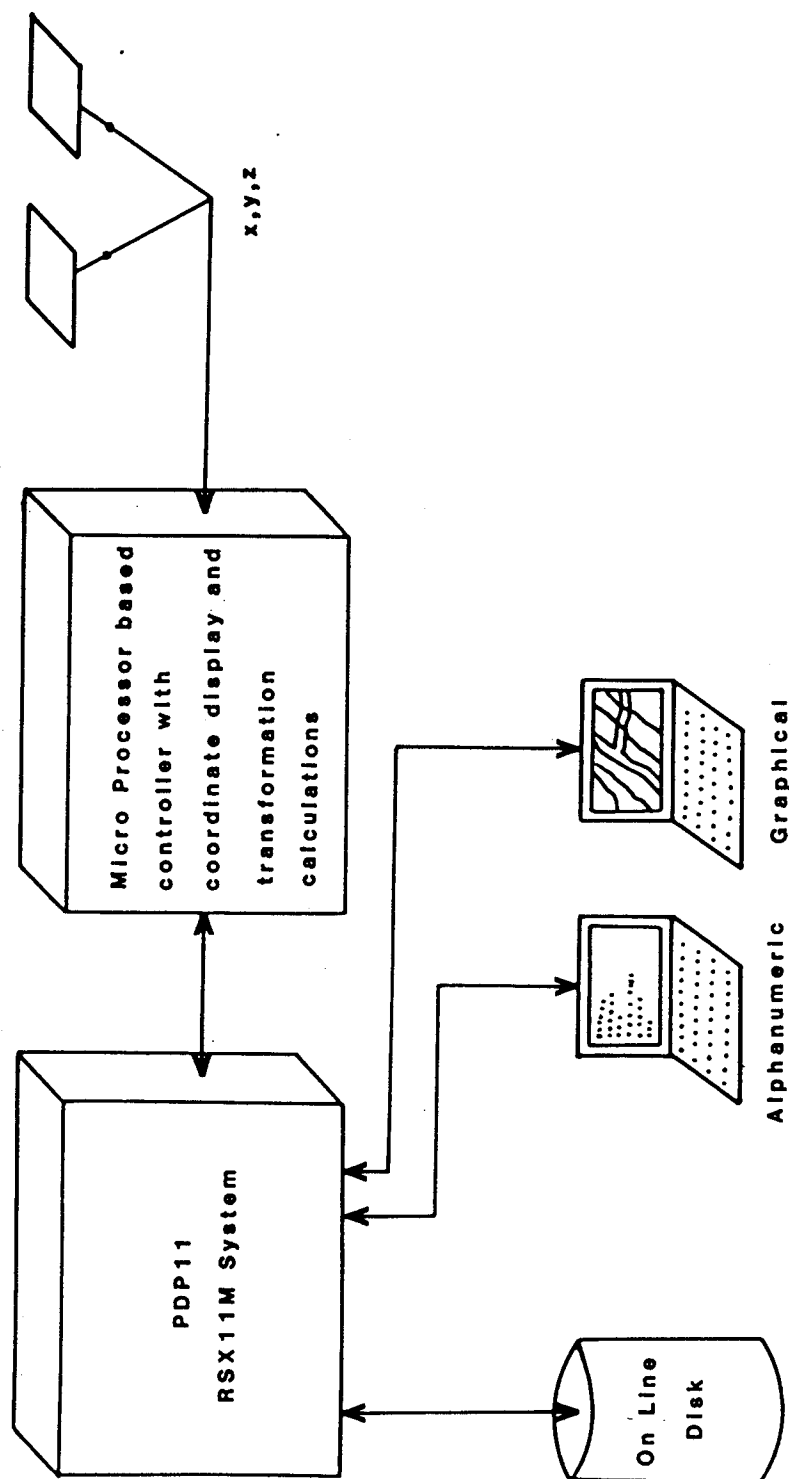 PDP11
RSX11M System
Micro Processor based
controller with
coordinate display and
transformation
calculations
x,y,z
On Line
Disk
Alphanumeric
Graphical